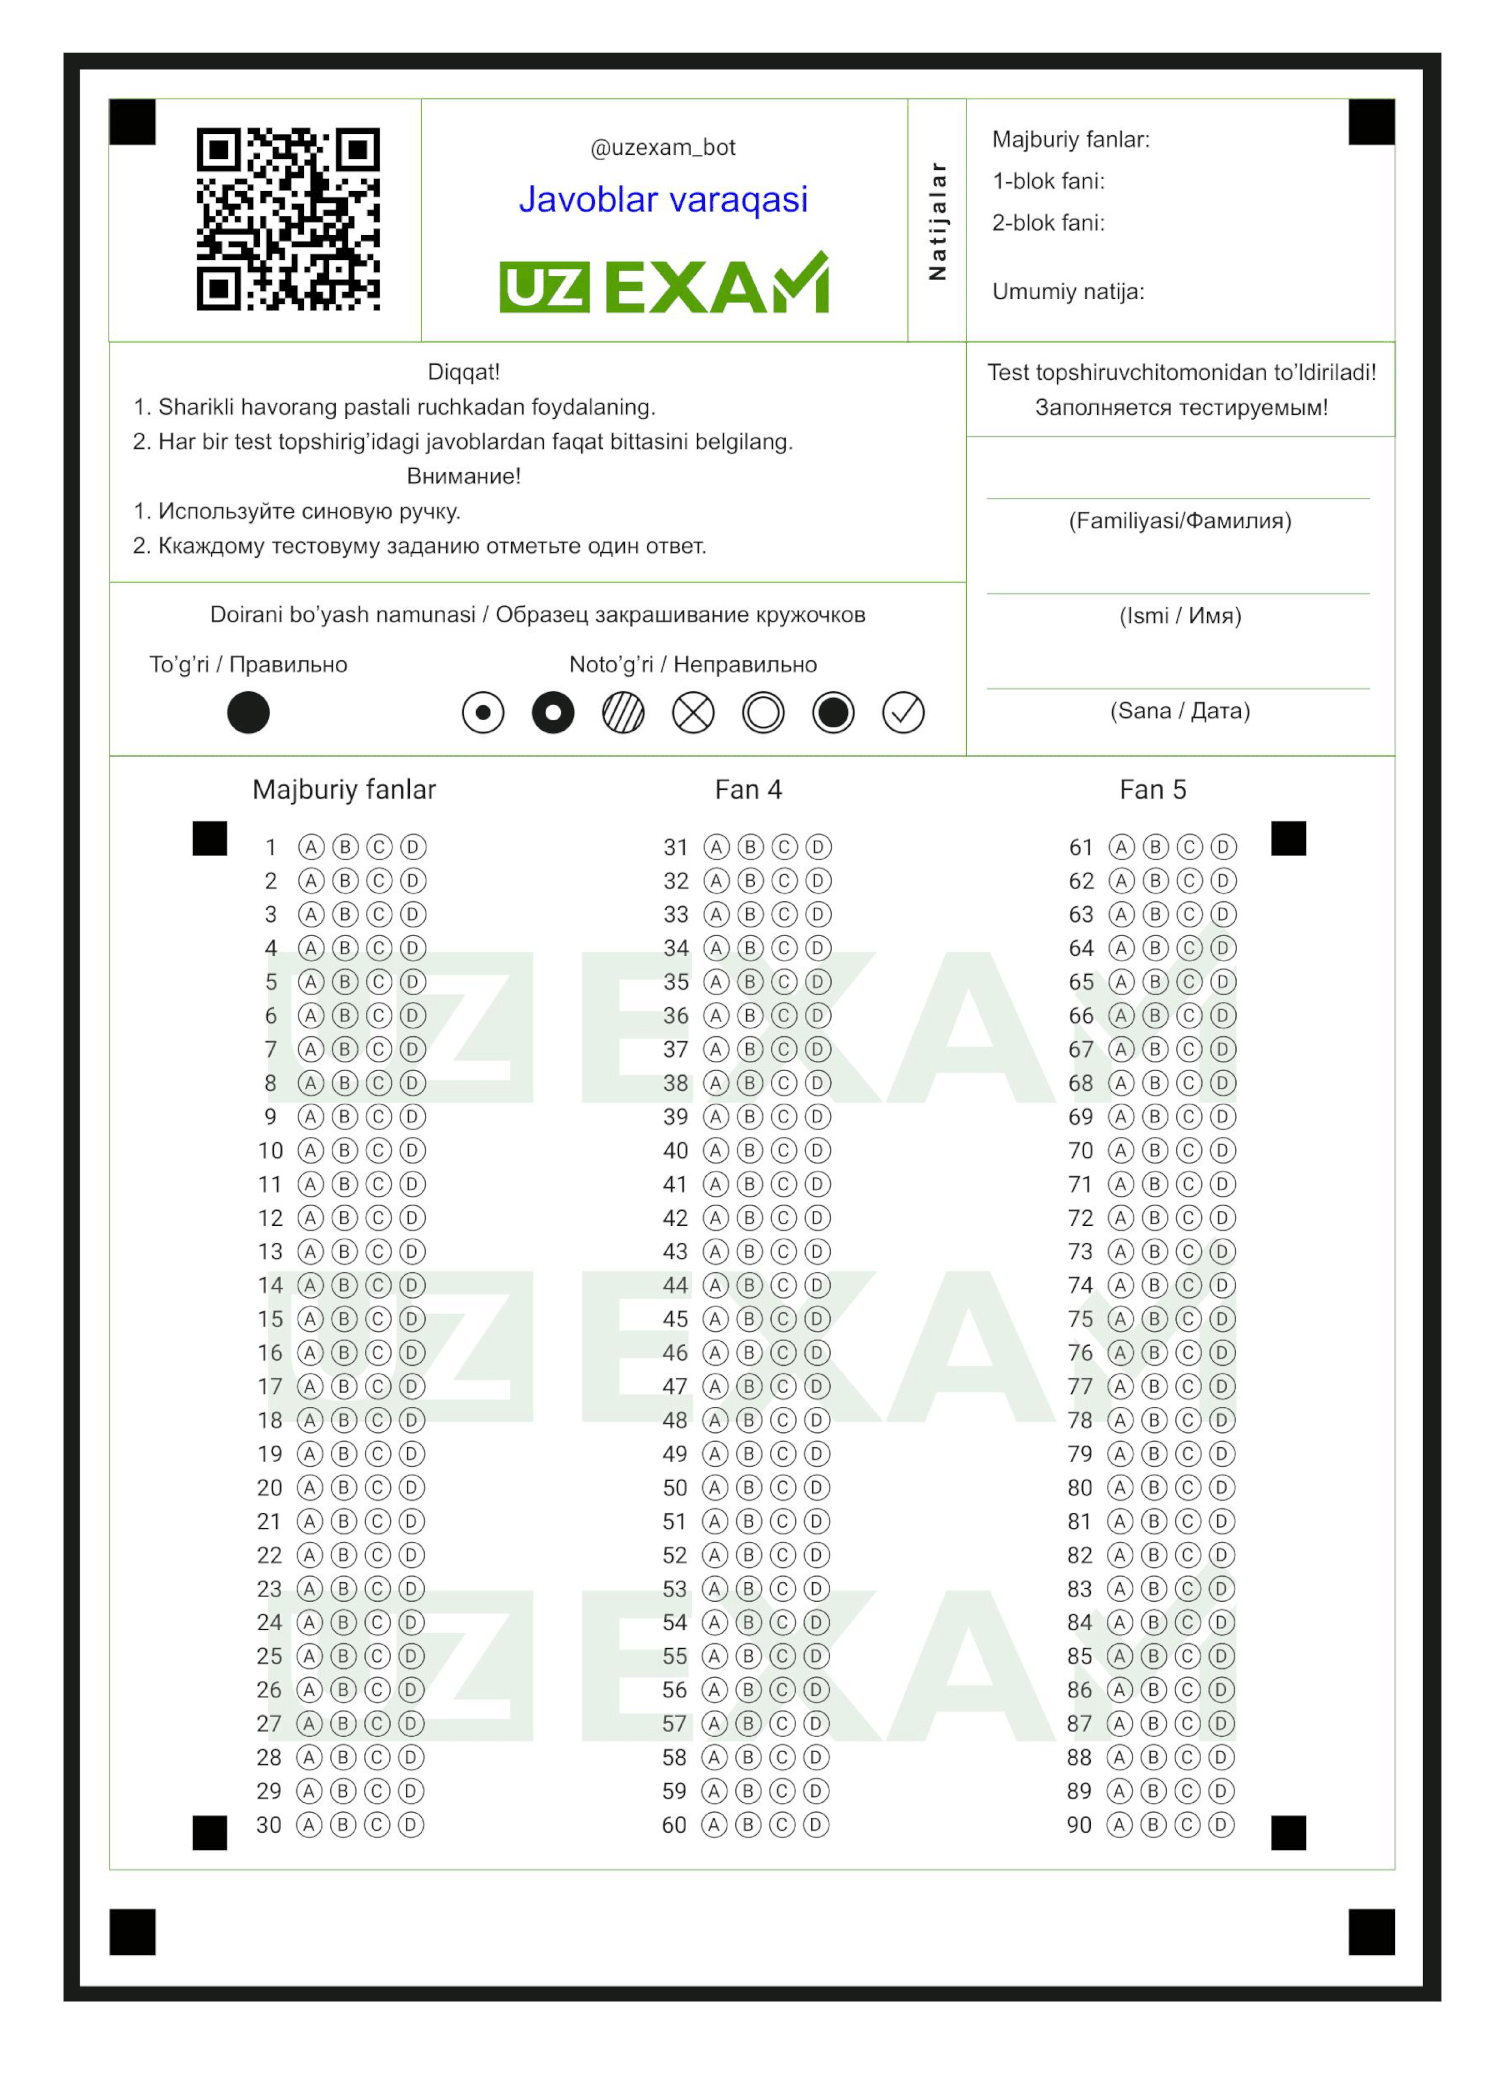 @uzexam_bot
Javoblar varaqasi
UZ EXAM
Natijalar
Majburiy fanlar:
1-blok fani:
2-blok fani:
Umumiy natija:
Diqqat!
1. Sharikli havorang pastali ruchkadan foydalaning.
2. Har bir test topshirig’idagi javoblardan faqat bittasini belgilang.
Внимание!
1. Используйте синовую ручку.
2. Ккаждому тестовуму заданию отметьте один ответ.
Test topshiruvchitomonidan to’ldiriladi!
Заполняется тестируемым!
(Familiyasi/Фамилия)
(Ismi / Имя)
(Sana / Дата)
Doirani bo’yash namunasi / Образец закрашивание кружочков
To’g’ri / Правильно
Noto’g’ri / Неправильно
Majburiy fanlar
1 A B C D
2 A B C D
3 A B C D
4 A B C D
5 A B C D
6 A B C D
7 A B C D
8 A B C D
9 A B C D
10 A B C D
11 A B C D
12 A B C D
13 A B C D
14 A B C D
15 A B C D
16 A B C D
17 A B C D
18 A B C D
19 A B C D
20 A B C D
21 A B C D
22 A B C D
23 A B C D
24 A B C D
25 A B C D
26 A B C D
27 A B C D
28 A B C D
29 A B C D
30 A B C D
Fan 4
31 A B C D
32 A B C D
33 A B C D
34 A B C D
35 A B C D
36 A B C D
37 A B C D
38 A B C D
39 A B C D
40 A B C D
41 A B C D
42 A B C D
43 A B C D
44 A B C D
45 A B C D
46 A B C D
47 A B C D
48 A B C D
49 A B C D
50 A B C D
51 A B C D
52 A B C D
53 A B C D
54 A B C D
55 A B C D
56 A B C D
57 A B C D
58 A B C D
59 A B C D
60 A B C D
Fan 5
61 A B C D
62 A B C D
63 A B C D
64 A B C D
65 A B C D
66 A B C D
67 A B C D
68 A B C D
69 A B C D
70 A B C D
71 A B C D
72 A B C D
73 A B C D
74 A B C D
75 A B C D
76 A B C D
77 A B C D
78 A B C D
79 A B C D
80 A B C D
81 A B C D
82 A B C D
83 A B C D
84 A B C D
85 A B C D
86 A B C D
87 A B C D
88 A B C D
89 A B C D
90 A B C D
UZ EXAM
UZ EXAM
UZ EXAM